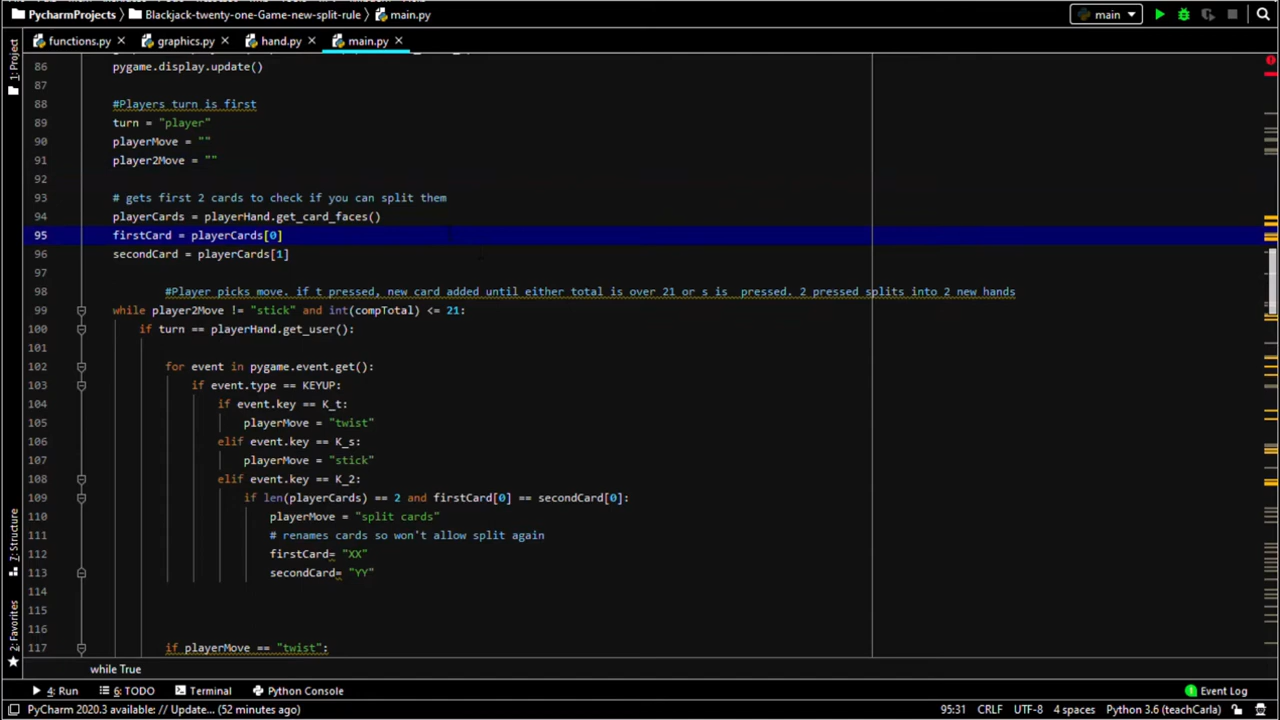 PycharmProjects Blackjack-twenty-one-Game-new-split-rule main.py main
functions.py graphics.py hand.py main.py
1: Project
86 pygame.display.update()
87
88 #Players turn is first
89 turn = "player"
90 playerMove = ""
91 player2Move = ""
92
93 # gets first 2 cards to check if you can split them
94 playerCards = playerHand.get_card_faces()
95 firstCard = playerCards[0]
96 secondCard = playerCards[1]
97
98 #Player picks move. if t pressed, new card added until either total is over 21 or s is  pressed. 2 pressed splits into 2 new hands
99 while player2Move != "stick" and int(compTotal) <= 21:
100 if turn == playerHand.get_user():
101
102 for event in pygame.event.get():
103 if event.type == KEYUP:
104 if event.key == K_t:
105 playerMove = "twist"
106 elif event.key == K_s:
107 playerMove = "stick"
108 elif event.key == K_2:
109 if len(playerCards) == 2 and firstCard[0] == secondCard[0]:
110 playerMove = "split cards"
111 # renames cards so won't allow split again
112 firstCard= "XX"
113 secondCard= "YY"
114
115
116
117 if playerMove == "twist":
7: Structure
2: Favorites
while True
4: Run 6: TODO Terminal Python Console 1 Event Log
PyCharm 2020.3 available: // Update... (52 minutes ago) 95:31 CRLF UTF-8 4 spaces Python 3.6 (teachCarla)